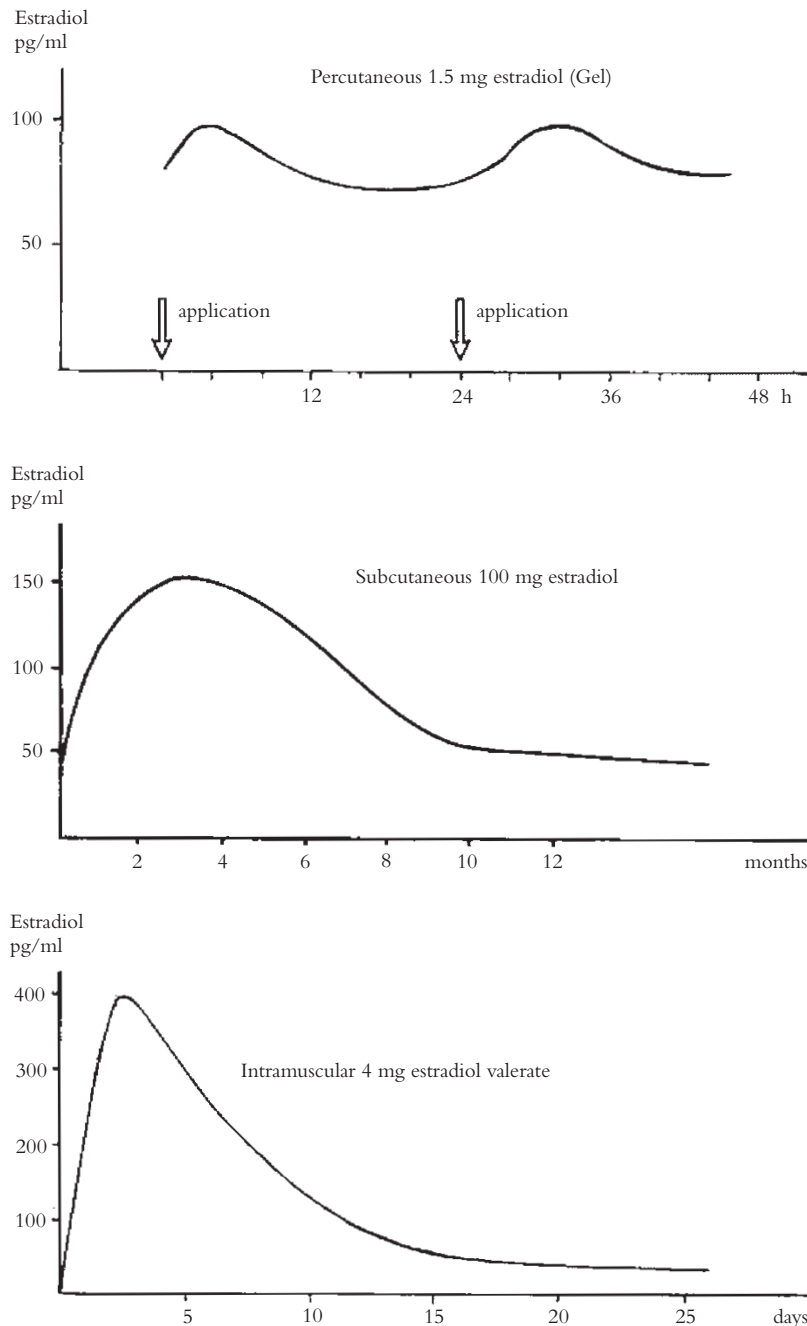 Estradiol
pg/ml
Percutaneous 1.5 mg estradiol (Gel)
100
50
application
application
12
24
36
48 h
Estradiol
pg/ml
150
Subcutaneous 100 mg estradiol
100
50
2
4
6
8
10
12
months
Estradiol
pg/ml
400
300
Intramuscular 4 mg estradiol valerate
200
100
5
10
15
20
25
days